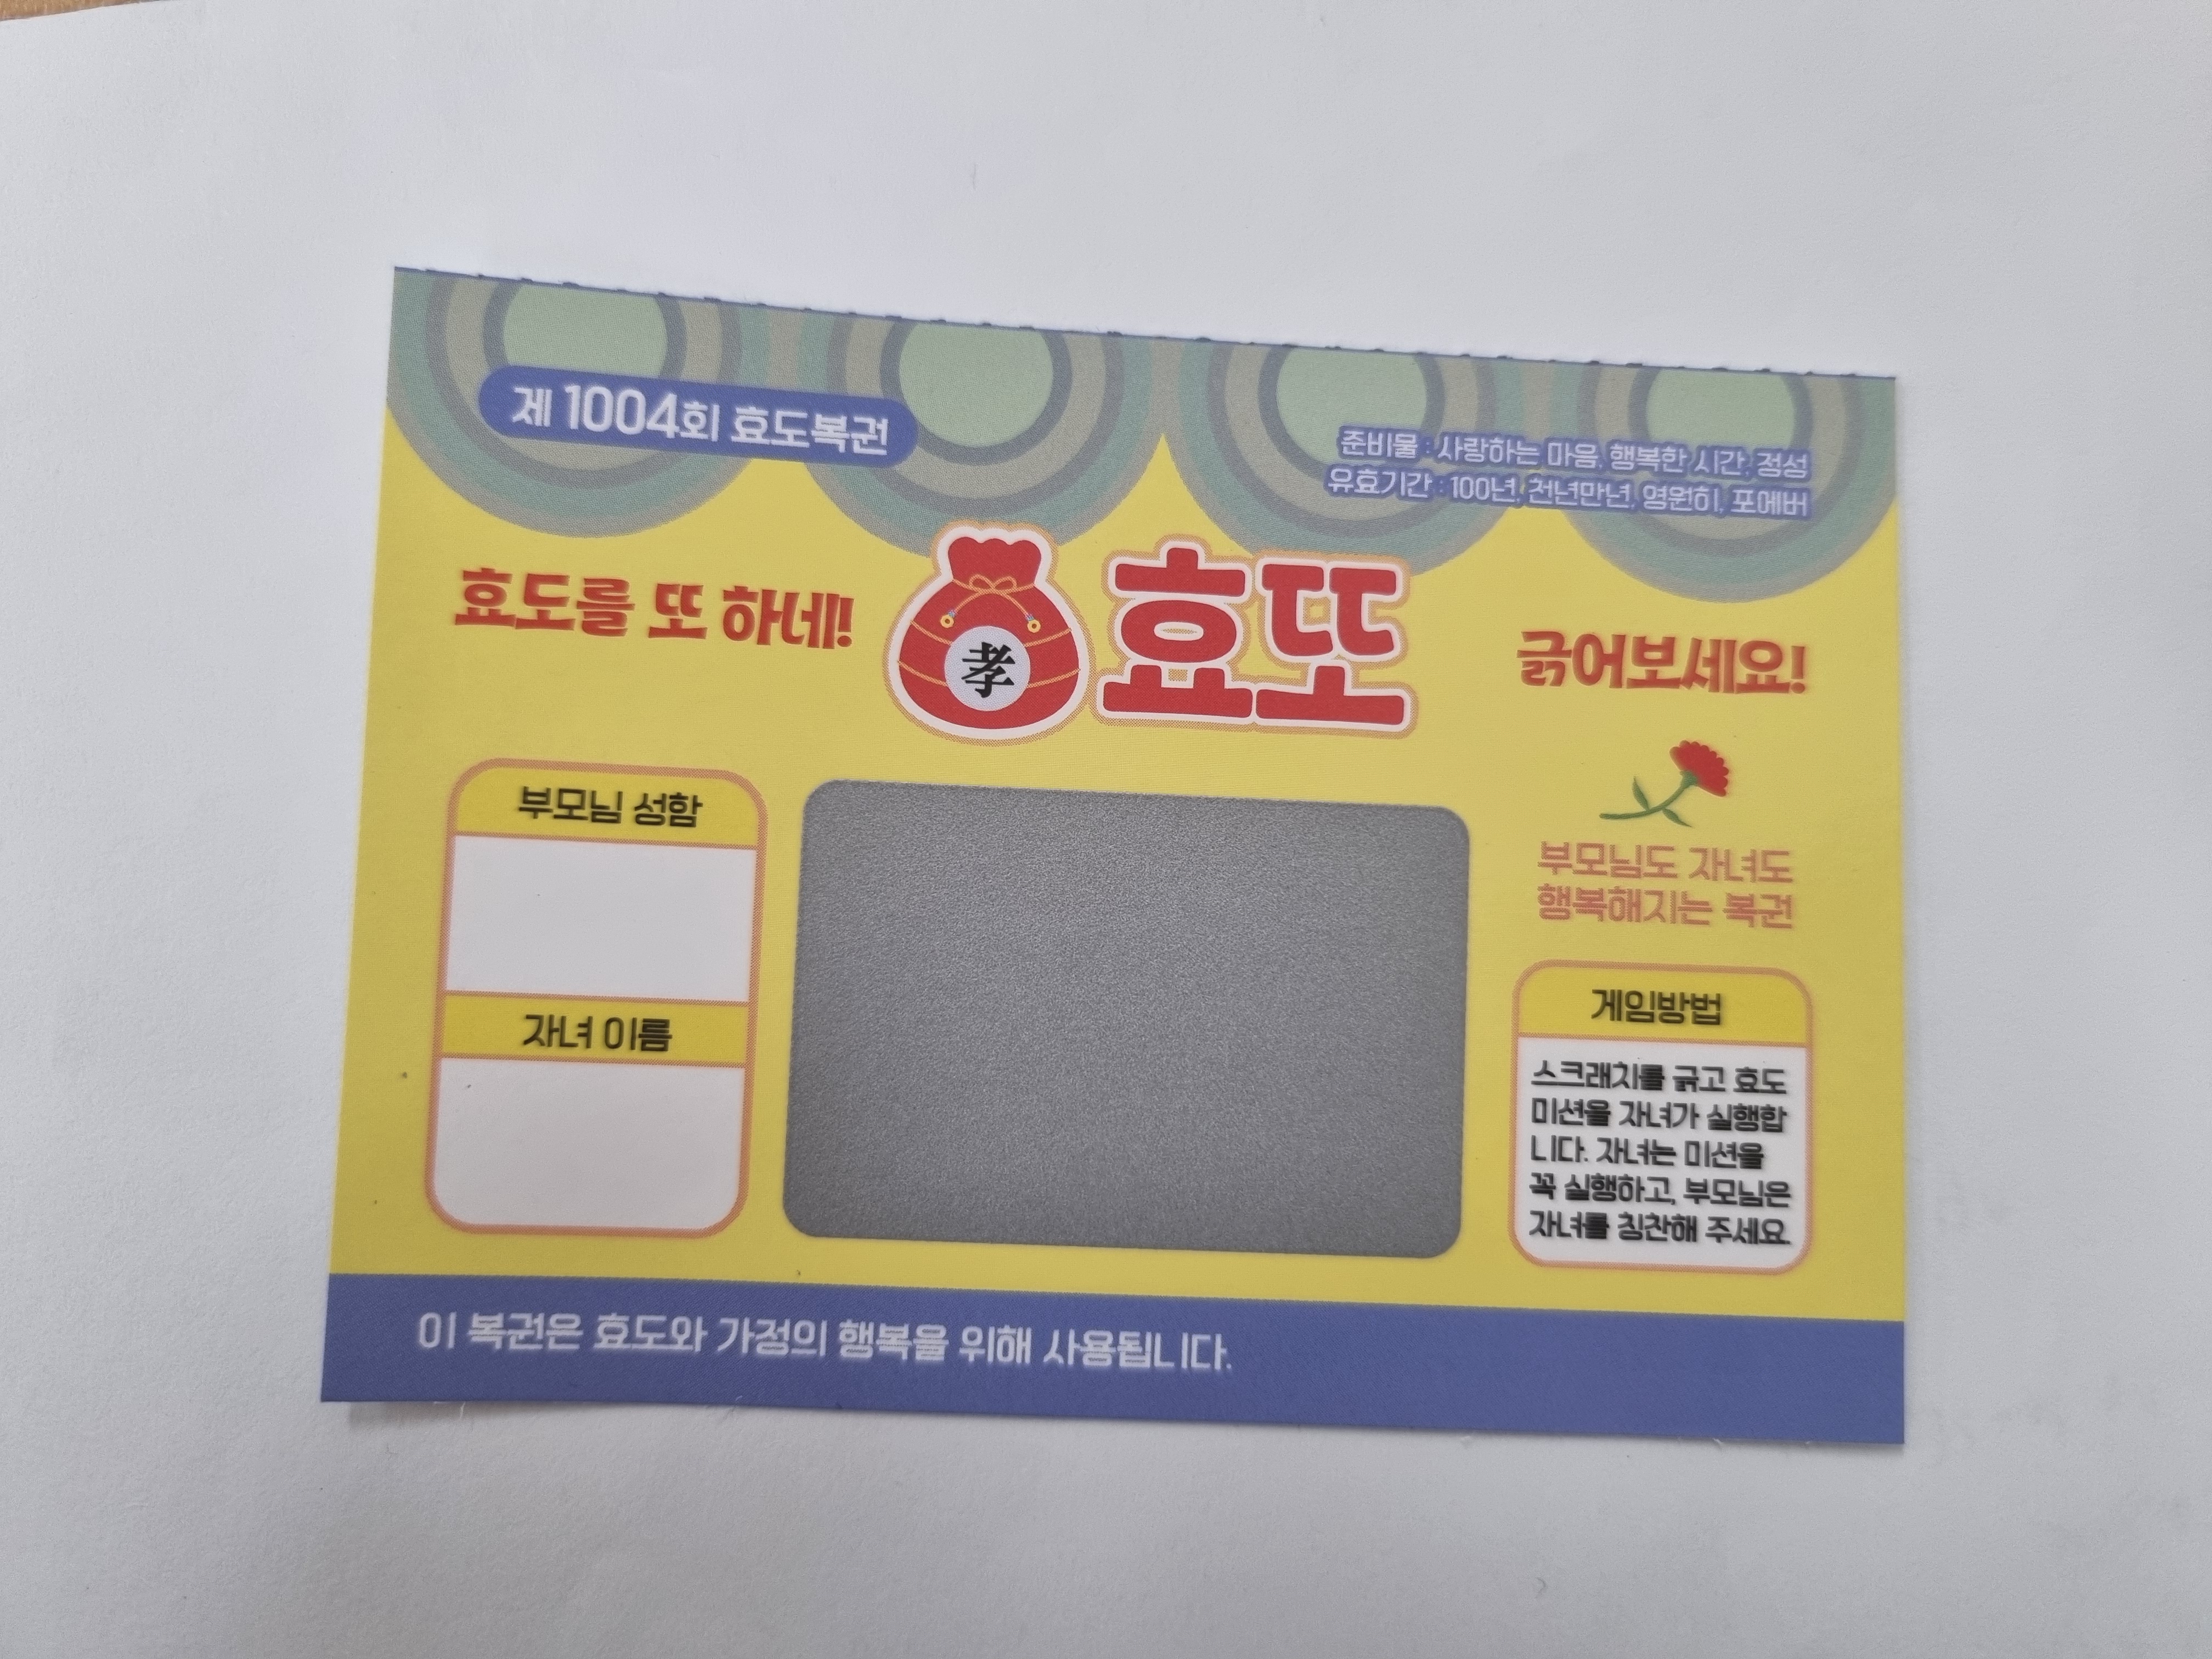 제 1004회 효도복권
준비물 : 사랑하는 마음, 행복한 시간, 정성
유효기간 : 100년, 천년만년, 영원히, 포에버
효도를 또 하네!
孝
효또
긁어보세요!
부모님 성함
자녀 이름
부모님도 자녀도
행복해지는 복권
게임방법
스크래치를 긁고 효도
미션을 자녀가 실행합
니다. 자녀는 미션을
꼭 실행하고, 부모님은
자녀를 칭찬해 주세요
이 복권은 효도와 가정의 행복을 위해 사용됩니다.